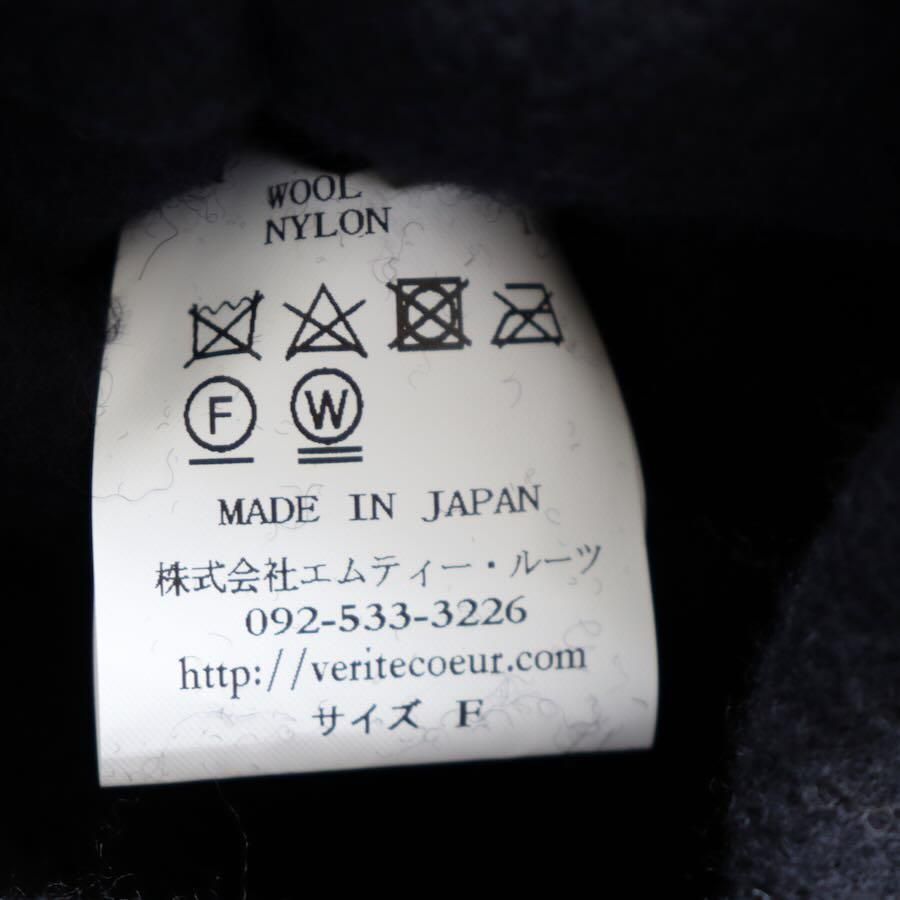 WOOL
NYLON
F W
MADE IN JAPAN
株式会社エムティー・ルーツ
092-533-3226
http://veritecoeur.com
サイズ F